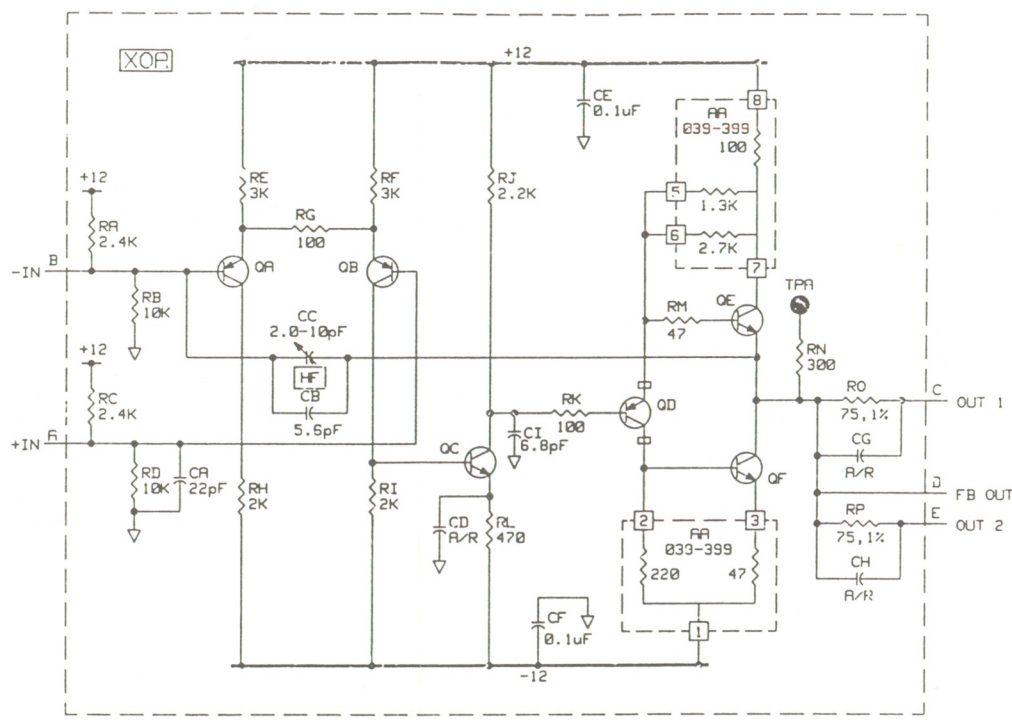 XOP
+12
CE
0.1uF
8
AA
039-399
100
+12
RE
3K
RF
3K
RJ
2.2K
5
1.3K
RG
100
RA
2.4K
6
2.7K
-IN
B
QA
QB
7
TPA
RB
10K
CC
2.0-10pF
QE
RM
47
+12
HF
RN
300
RC
2.4K
CB
5.6pF
RK
100
QD
RO
75,1%
C
OUT 1
+IN
A
QC
CI
6.8pF
CG
A/R
RD
10K
CA
22pF
QF
RH
2K
RI
2K
D
FB OUT
CD
A/R
RL
470
2
3
RP
75,1%
E
OUT 2
AA
039-399
220
47
CH
A/R
CF
0.1uF
1
-12